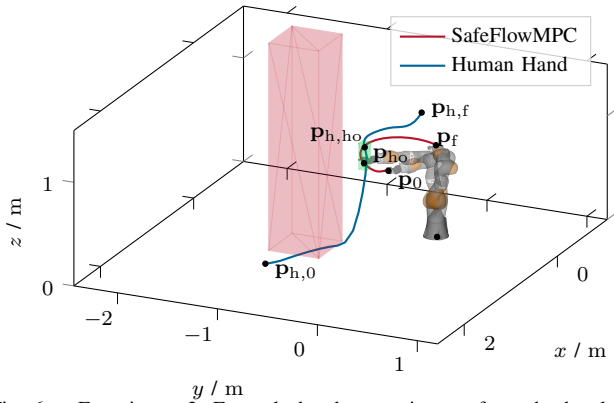 SafeFlowMPC
Human Hand
p_h,f
p_h,ho
p_f
p_ho
p_0
p_h,0
z / m
1
0
−2
−1
0
1
y / m
2
0
x / m